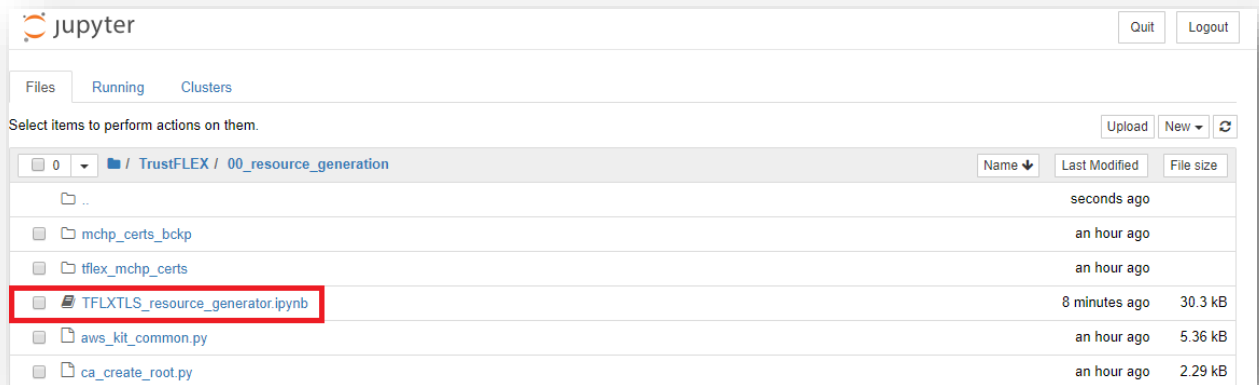 jupyter
Quit Logout
Files Running Clusters
Select items to perform actions on them.
Upload New
0 / TrustFLEX / 00_resource_generation Name Last Modified File size
.. seconds ago
mchp_certs_bckp an hour ago
tflex_mchp_certs an hour ago
TFLXTLS_resource_generator.ipynb 8 minutes ago 30.3 kB
aws_kit_common.py an hour ago 5.36 kB
ca_create_root.py an hour ago 2.29 kB